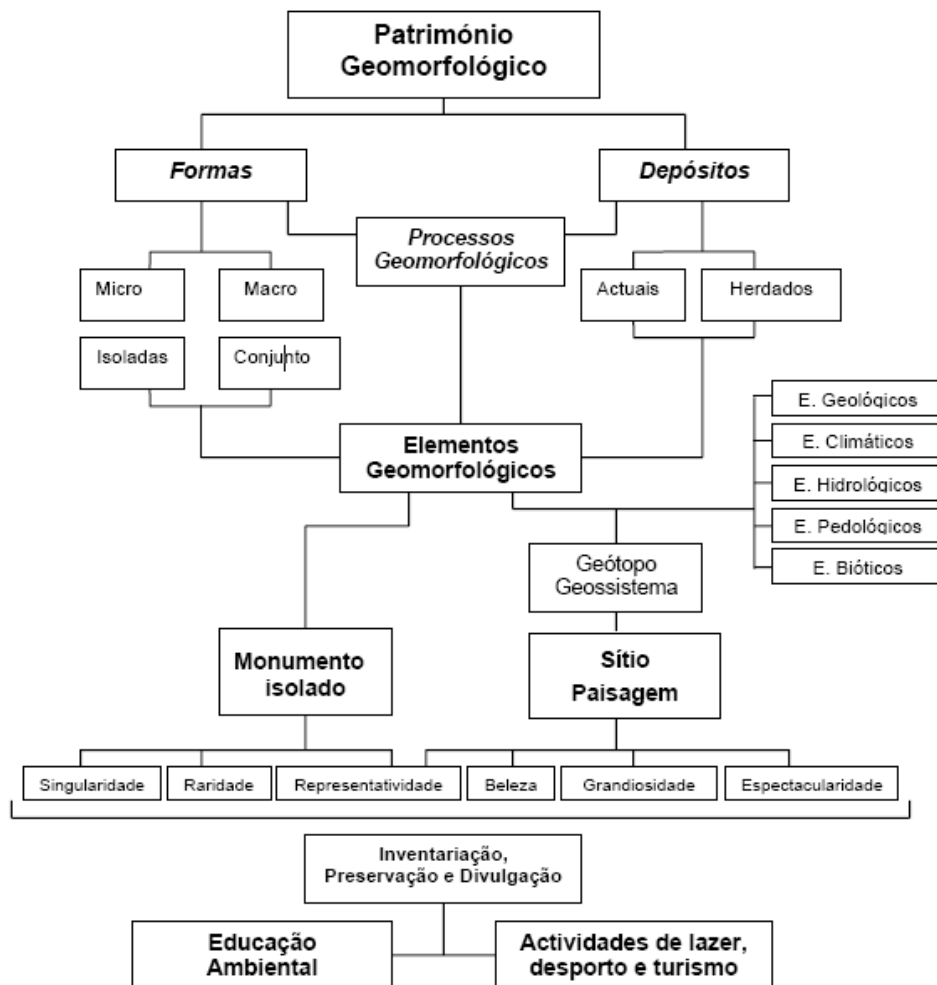 Património
Geomorfológico
Formas
Depósitos
Processos
Geomorfológicos
Micro
Macro
Actuais
Herdados
Isoladas
Conjunto
E. Geológicos
Elementos
Geomorfológicos
E. Climáticos
E. Hidrológicos
E. Pedológicos
E. Bióticos
Geótopo
Geossistema
Monumento
isolado
Sítio
Paisagem
Singularidade
Raridade
Representatividade
Beleza
Grandiosidade
Espectacularidade
Inventariação,
Preservação e Divulgação
Educação
Ambiental
Actividades de lazer,
desporto e turismo